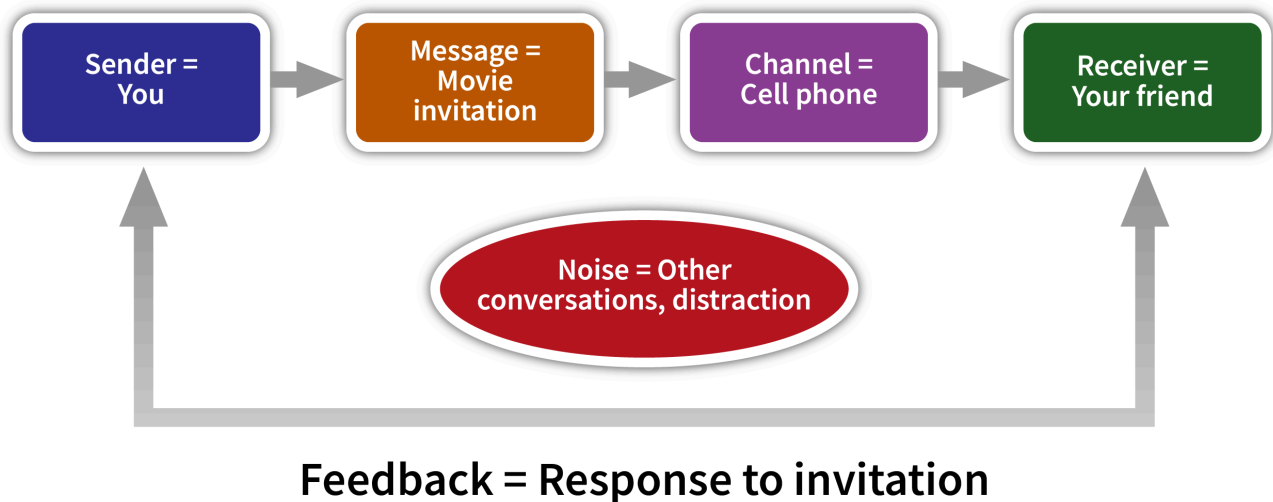 Sender =
You
Message =
Movie
invitation
Channel =
Cell phone
Receiver =
Your friend
Noise = Other
conversations, distraction
Feedback = Response to invitation